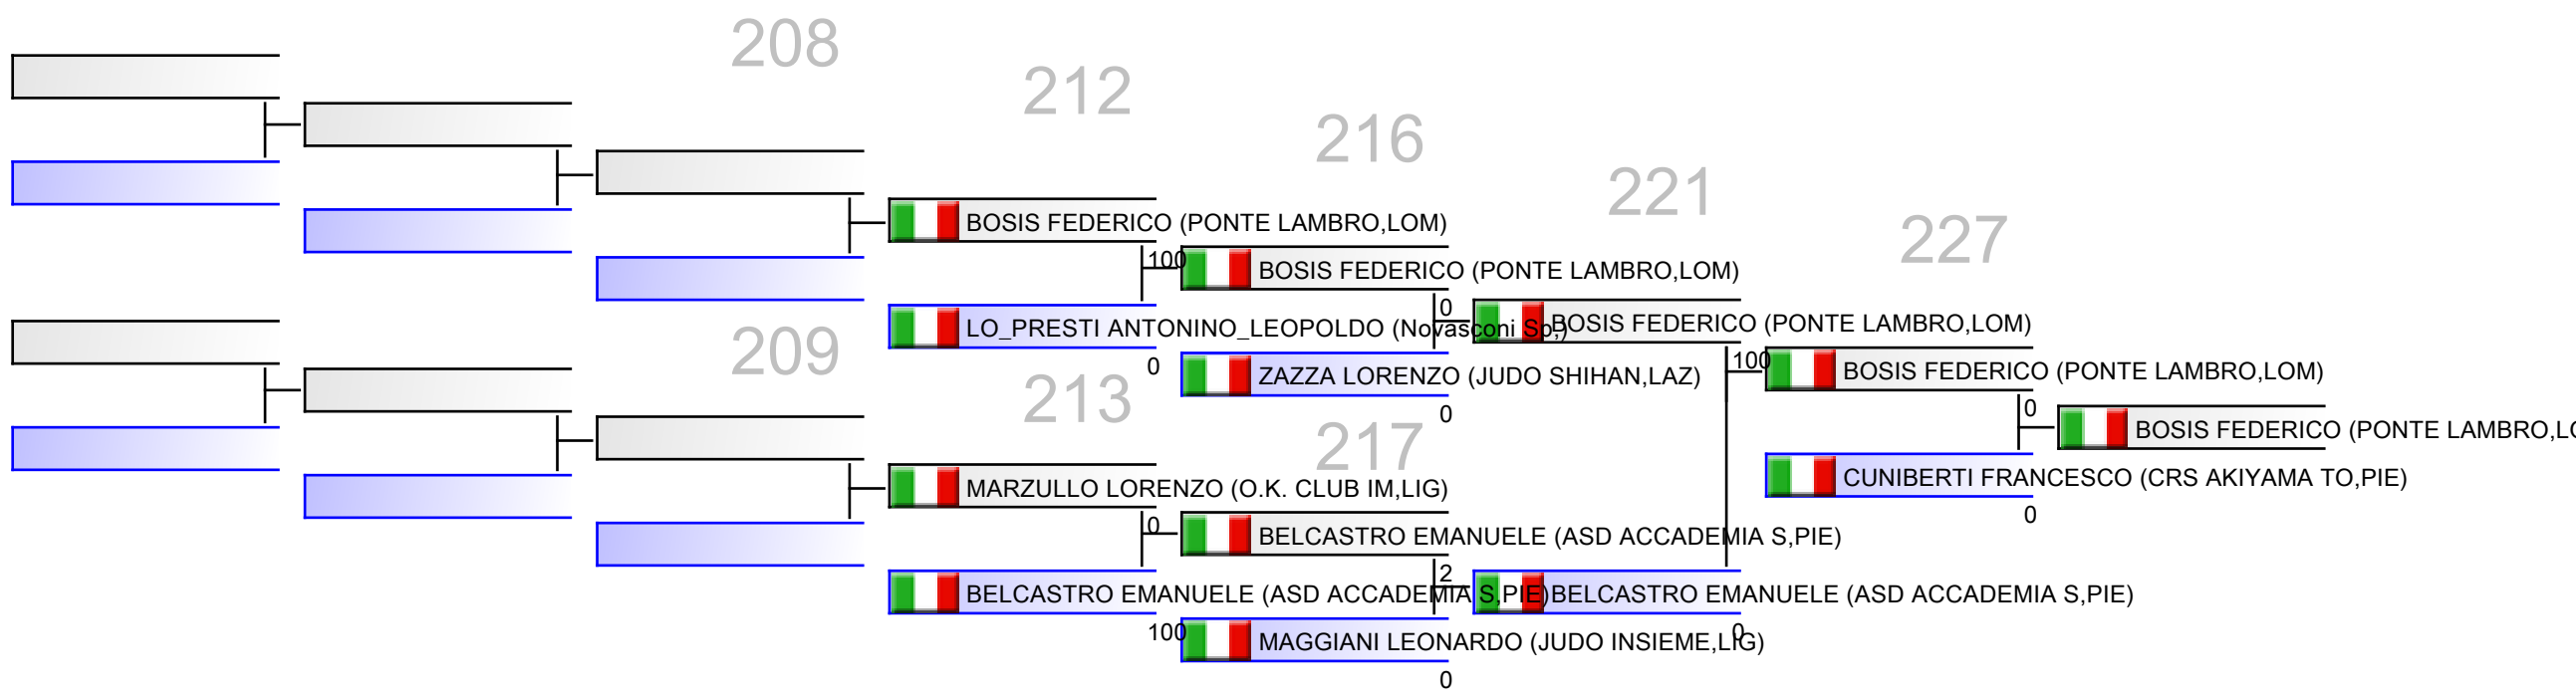 208
212
216
221
227
BOSIS FEDERICO (PONTE LAMBRO,LOM)
100
BOSIS FEDERICO (PONTE LAMBRO,LOM)
0
LO_PRESTI ANTONINO_LEOPOLDO (Novasconi Sp,)
BOSIS FEDERICO (PONTE LAMBRO,LOM)
209
0
100
BOSIS FEDERICO (PONTE LAMBRO,LOM)
ZAZZA LORENZO (JUDO SHIHAN,LAZ)
213
0
0
BOSIS FEDERICO (PONTE LAMBRO,LO
217
CUNIBERTI FRANCESCO (CRS AKIYAMA TO,PIE)
MARZULLO LORENZO (O.K. CLUB IM,LIG)
0
0
BELCASTRO EMANUELE (ASD ACCADEMIA S,PIE)
2
BELCASTRO EMANUELE (ASD ACCADEMIA S,PIE)
BELCASTRO EMANUELE (ASD ACCADEMIA S,PIE)
100
0
MAGGIANI LEONARDO (JUDO INSIEME,LIG)
0